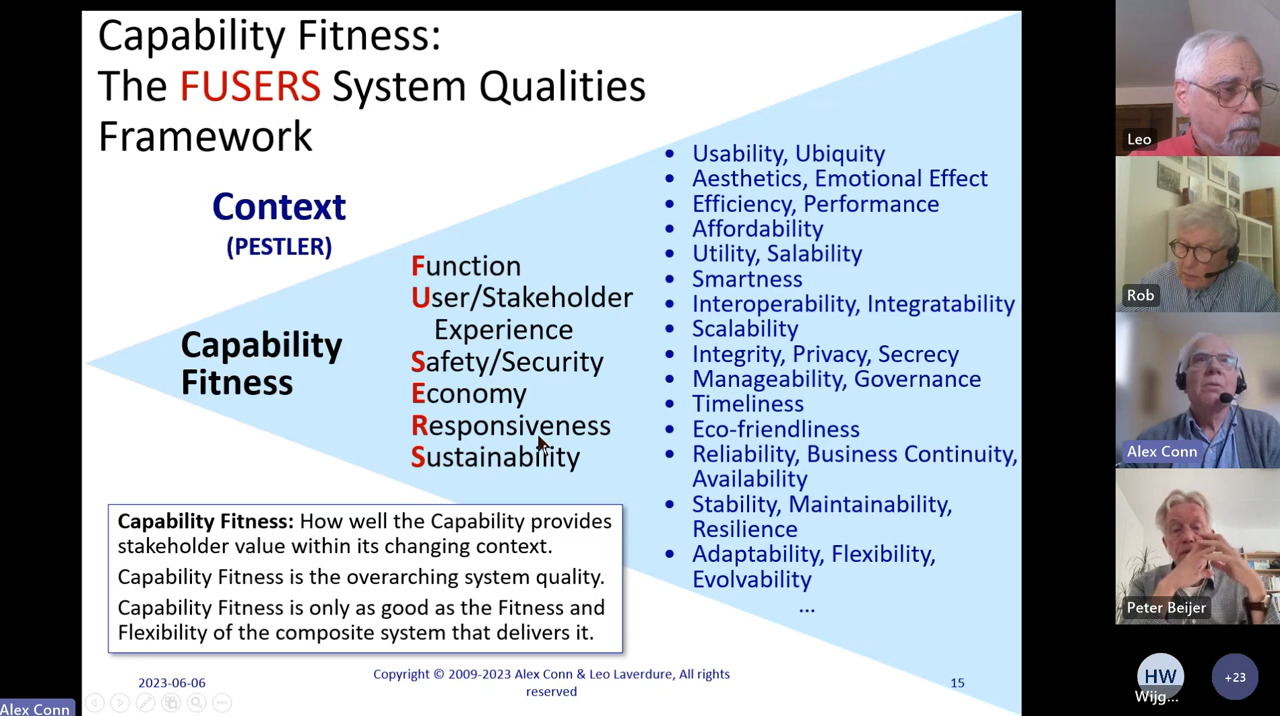 Capability Fitness:
The FUSERS System Qualities
Framework
Context
(PESTLER)
Capability
Fitness
Function
User/Stakeholder
Experience
Safety/Security
Economy
Responsiveness
Sustainability
• Usability, Ubiquity
• Aesthetics, Emotional Effect
• Efficiency, Performance
• Affordability
• Utility, Salability
• Smartness
• Interoperability, Integratability
• Scalability
• Integrity, Privacy, Secrecy
• Manageability, Governance
• Timeliness
• Eco-friendliness
• Reliability, Business Continuity,
Availability
• Stability, Maintainability,
Resilience
• Adaptability, Flexibility,
Evolvability
...
Capability Fitness: How well the Capability provides
stakeholder value within its changing context.
Capability Fitness is the overarching system quality.
Capability Fitness is only as good as the Fitness and
Flexibility of the composite system that delivers it.
2023-06-06
Copyright © 2009-2023 Alex Conn & Leo Laverdure, All rights
reserved
15
Alex Conn
Leo
Rob
Alex Conn
Peter Beijer
HW
Wijg...
+23